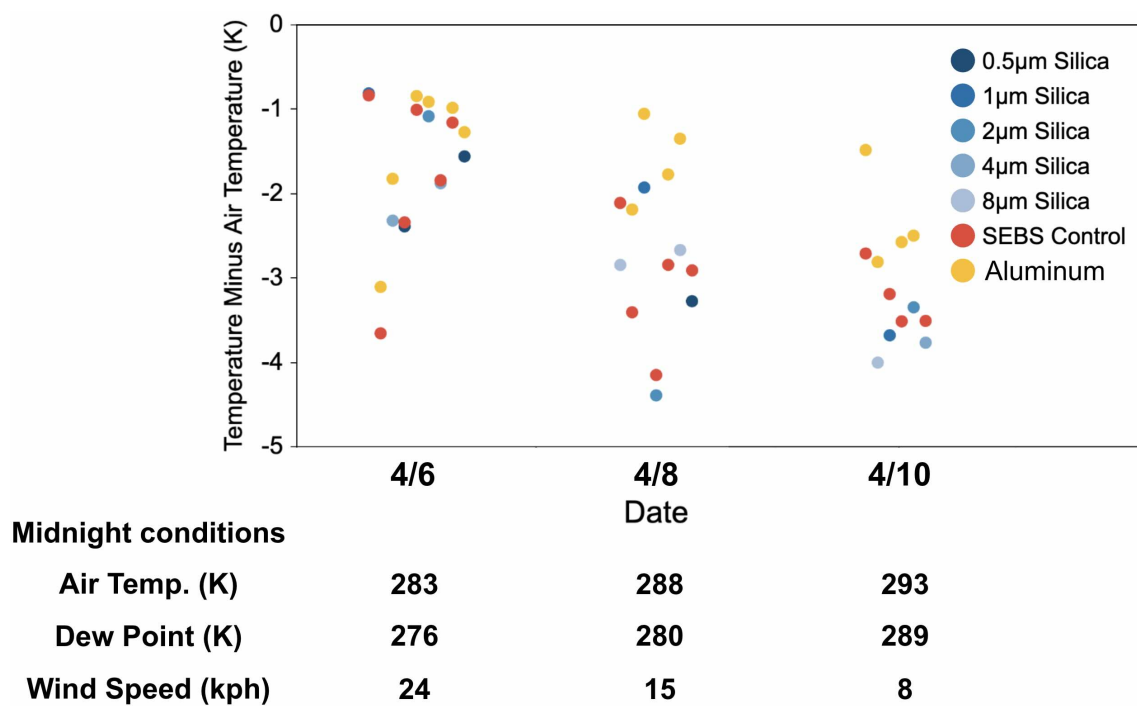 Temperature Minus Air Temperature (K)
0
-1
-2
-3
-4
-5
0.5µm Silica
1µm Silica
2µm Silica
4µm Silica
8µm Silica
SEBS Control
Aluminum
4/6 4/8 4/10
Date
Midnight conditions
Air Temp. (K) 283 288 293
Dew Point (K) 276 280 289
Wind Speed (kph) 24 15 8